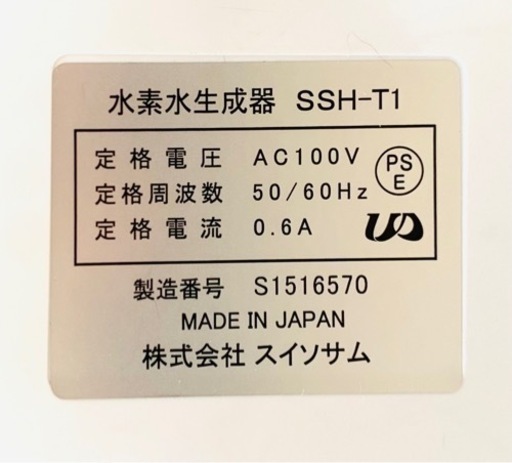 水素水生成器 SSH-T1
定格電圧 AC100V
PS
E
定格周波数 50/60Hz
定格電流 0.6A
製造番号 S1516570
MADE IN JAPAN
株式会社 スイソサム